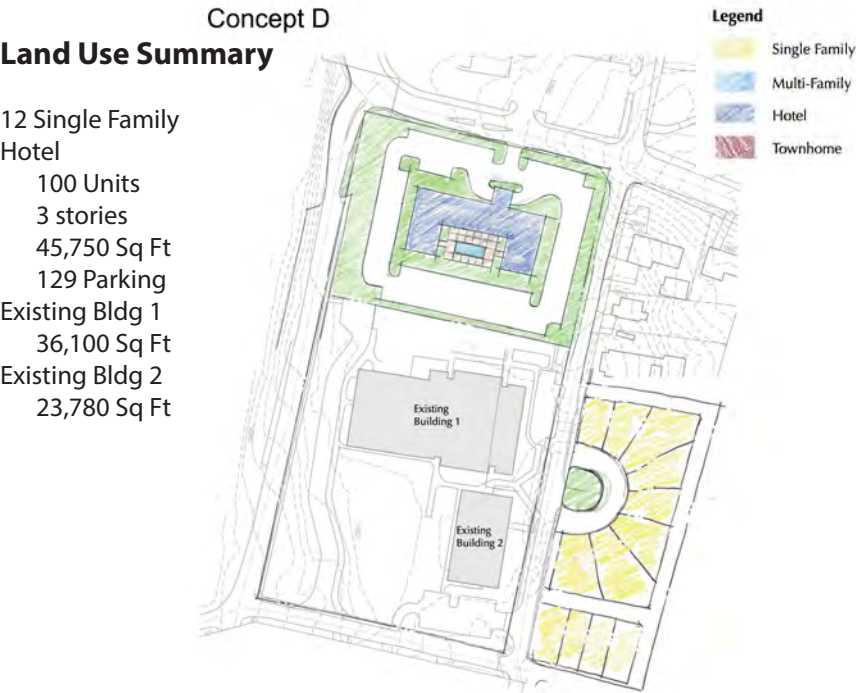 Concept D
Land Use Summary
12 Single Family
Hotel
100 Units
3 stories
45,750 Sq Ft
129 Parking
Existing Bldg 1
36,100 Sq Ft
Existing Bldg 2
23,780 Sq Ft
Legend
Single Family
Multi-Family
Hotel
Townhome
Existing
Building 1
Existing
Building 2